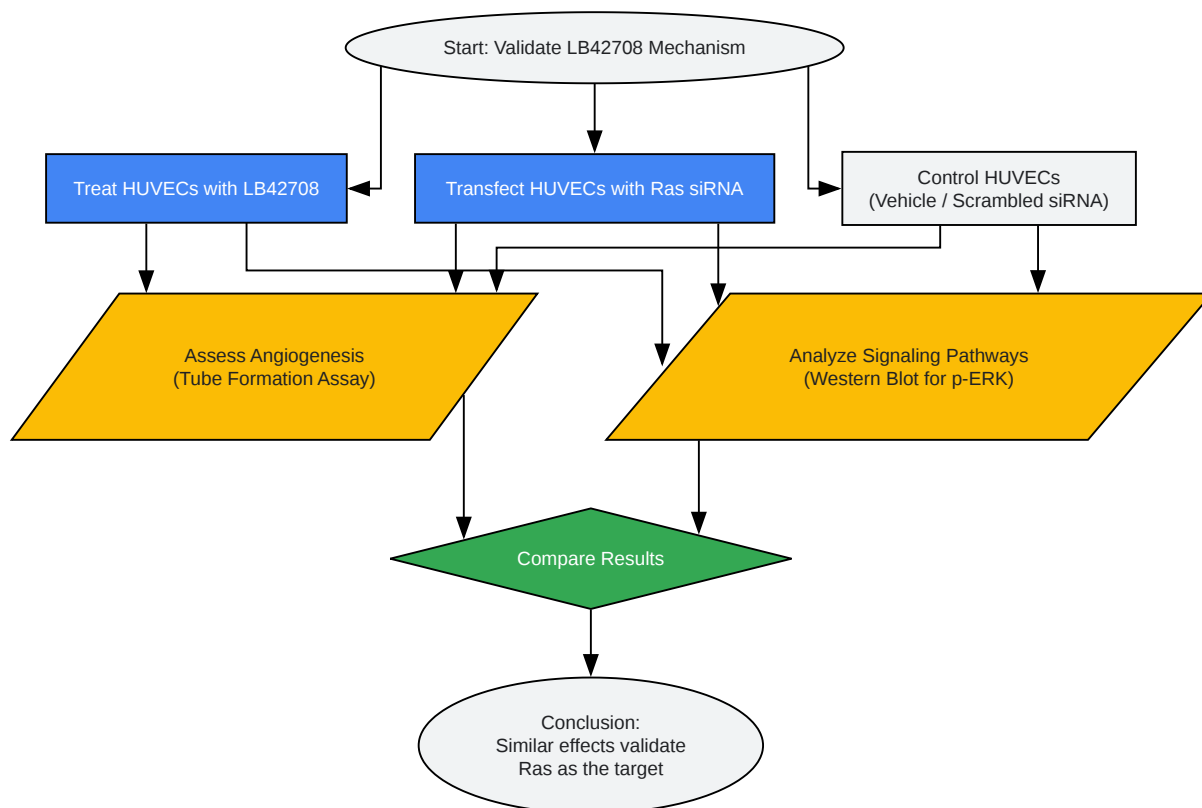 Start: Validate LB42708 Mechanism
Treat HUVECs with LB42708
Transfect HUVECs with Ras siRNA
Control HUVECs
(Vehicle / Scrambled siRNA)
Assess Angiogenesis
(Tube Formation Assay)
Analyze Signaling Pathways
(Western Blot for p-ERK)
Compare Results
Conclusion:
Similar effects validate
Ras as the target